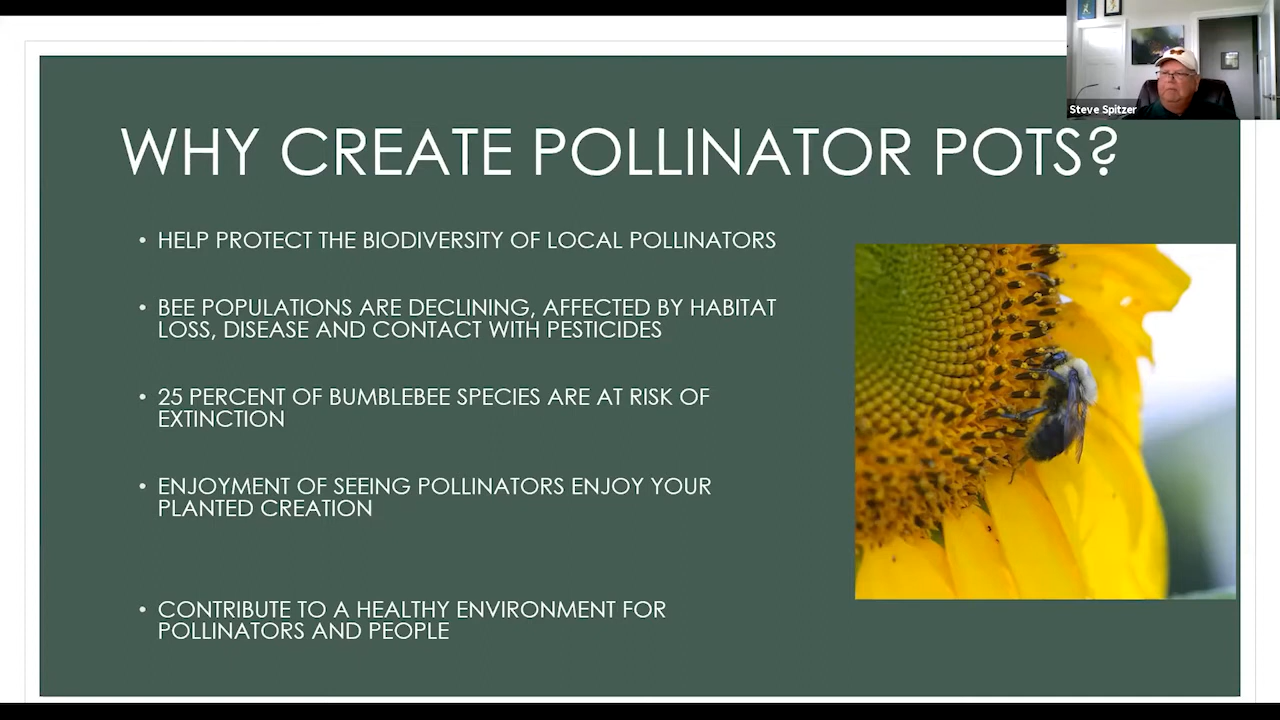 Steve Spitzer
WHY CREATE POLLINATOR POTS?
• HELP PROTECT THE BIODIVERSITY OF LOCAL POLLINATORS
• BEE POPULATIONS ARE DECLINING, AFFECTED BY HABITAT
LOSS, DISEASE AND CONTACT WITH PESTICIDES
• 25 PERCENT OF BUMBLEBEE SPECIES ARE AT RISK OF
EXTINCTION
• ENJOYMENT OF SEEING POLLINATORS ENJOY YOUR
PLANTED CREATION
• CONTRIBUTE TO A HEALTHY ENVIRONMENT FOR
POLLINATORS AND PEOPLE